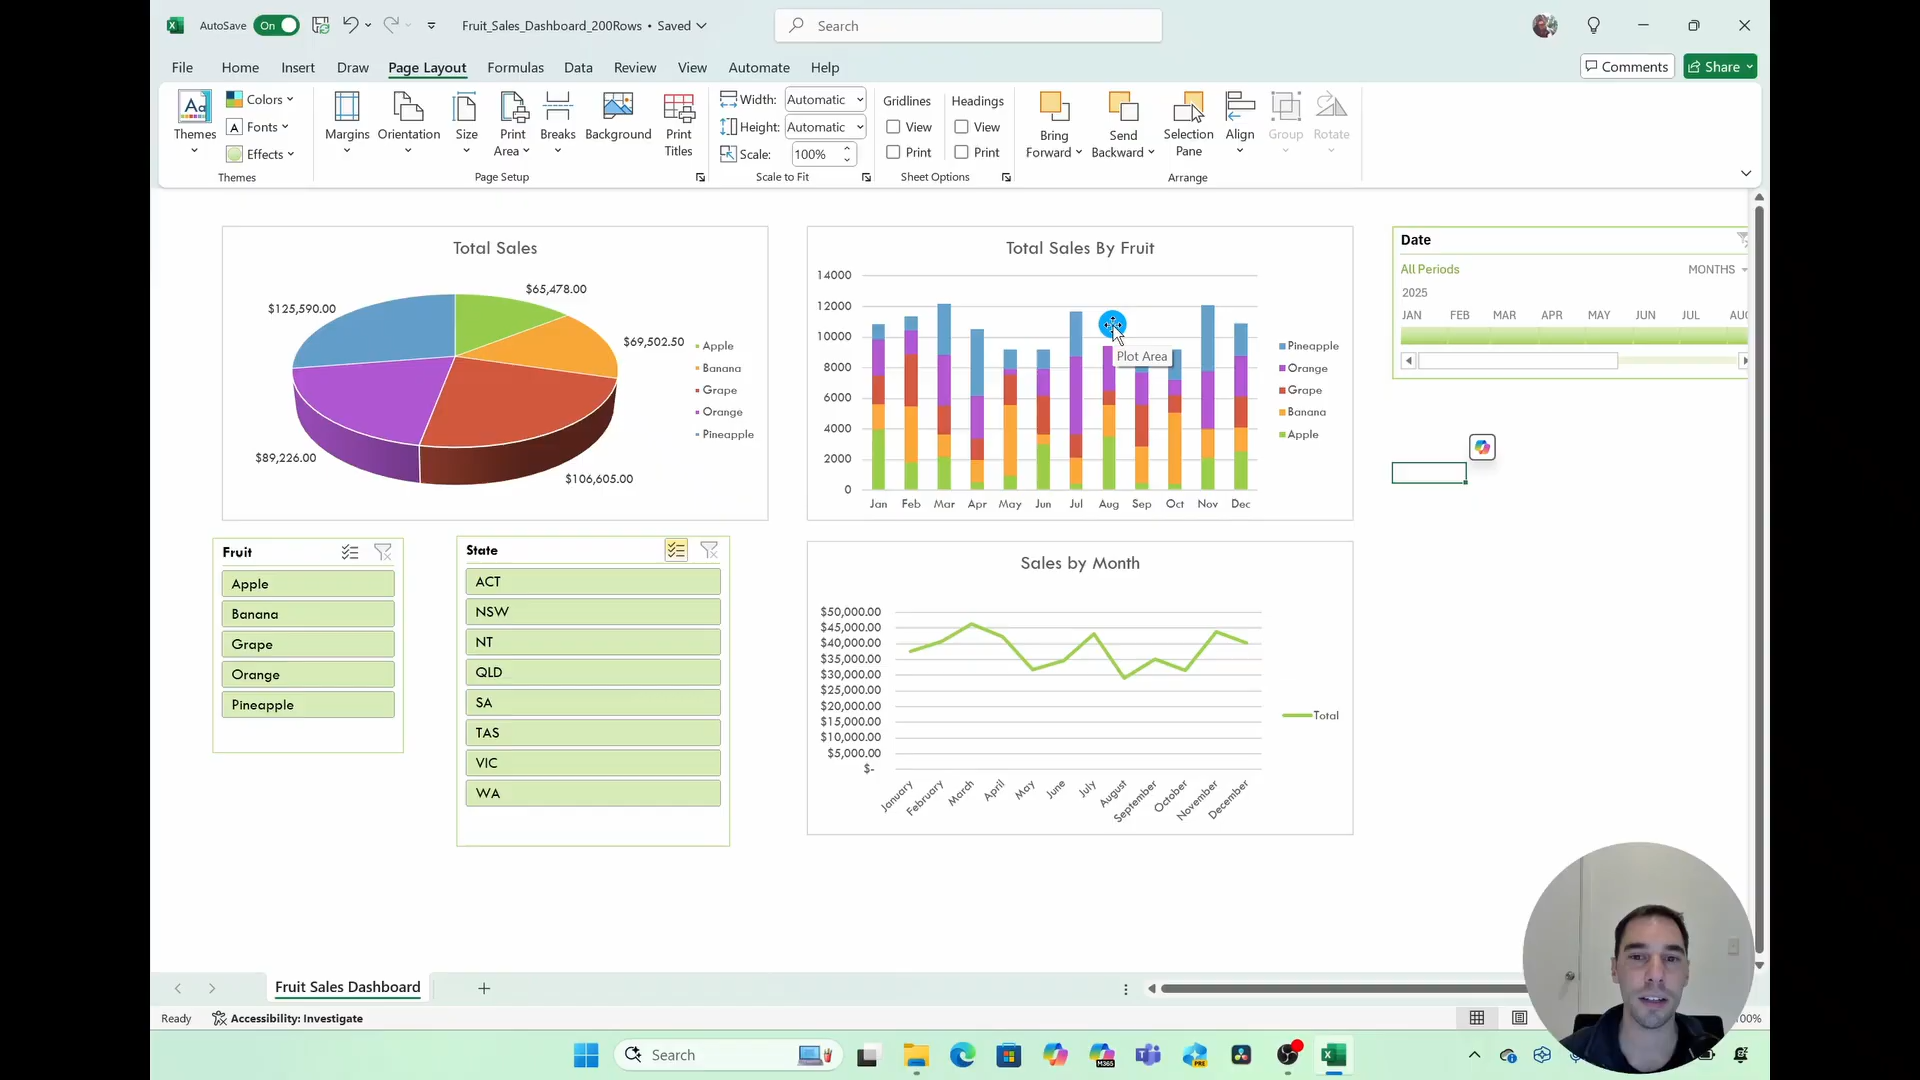 AutoSave On Fruit_Sales_Dashboard_200Rows • Saved Search
File Home Insert Draw Page Layout Formulas Data Review View Automate Help Comments Share
Aa Colors Margins Orientation Size Print Breaks Background Print Width: Automatic Gridlines Headings Bring Send Selection Align Group Rotate
Themes A Fonts Area Titles Height: Automatic View View Forward Backward Pane
Effects Scale: 100% Print Print
Themes Page Setup Scale to Fit Sheet Options Arrange
Total Sales
$125,590.00
$65,478.00
$69,502.50
$89,226.00
$106,605.00
Apple
Banana
Grape
Orange
Pineapple
Total Sales By Fruit
14000
12000
10000
8000
6000
4000
2000
0
Jan Feb Mar Apr May Jun Jul Aug Sep Oct Nov Dec
Plot Area
Pineapple
Orange
Grape
Banana
Apple
Date
All Periods MONTHS
2025
JAN FEB MAR APR MAY JUN JUL AUG
Fruit
Apple
Banana
Grape
Orange
Pineapple
State
ACT
NSW
NT
QLD
SA
TAS
VIC
WA
Sales by Month
$50,000.00
$45,000.00
$40,000.00
$35,000.00
$30,000.00
$25,000.00
$20,000.00
$15,000.00
$10,000.00
$5,000.00
$-
January February March April May June July August September October November December
Total
Fruit Sales Dashboard
Ready Accessibility: Investigate
Search M365 PRE